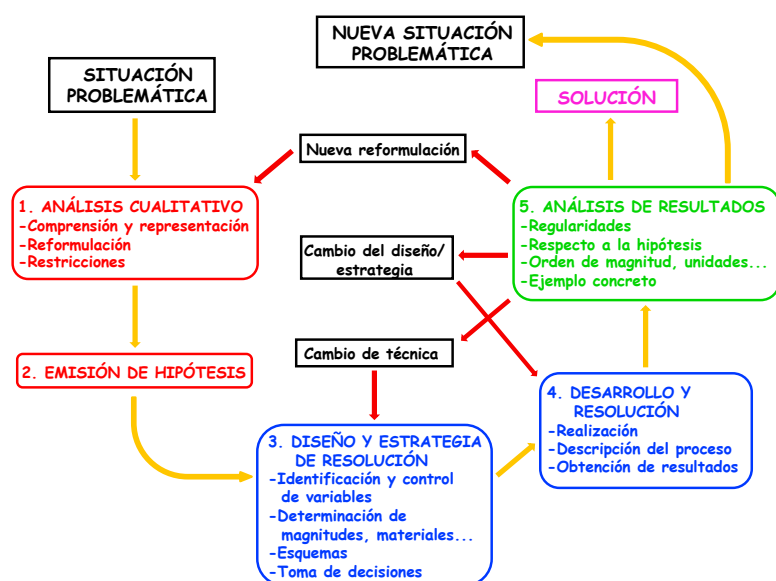 NUEVA SITUACIÓN
PROBLEMÁTICA
SITUACIÓN
PROBLEMÁTICA
SOLUCIÓN
Nueva reformulación
1. ANÁLISIS CUALITATIVO
-Comprensión y representación
-Reformulación
-Restricciones
5. ANÁLISIS DE RESULTADOS
-Regularidades
-Respecto a la hipótesis
-Orden de magnitud, unidades...
-Ejemplo concreto
Cambio del diseño/
estrategia
Cambio de técnica
2. EMISIÓN DE HIPÓTESIS
3. DISEÑO Y ESTRATEGIA
DE RESOLUCIÓN
-Identificación y control
de variables
-Determinación de
magnitudes, materiales...
-Esquemas
-Toma de decisiones
4. DESARROLLO Y
RESOLUCIÓN
-Realización
-Descripción del proceso
-Obtención de resultados